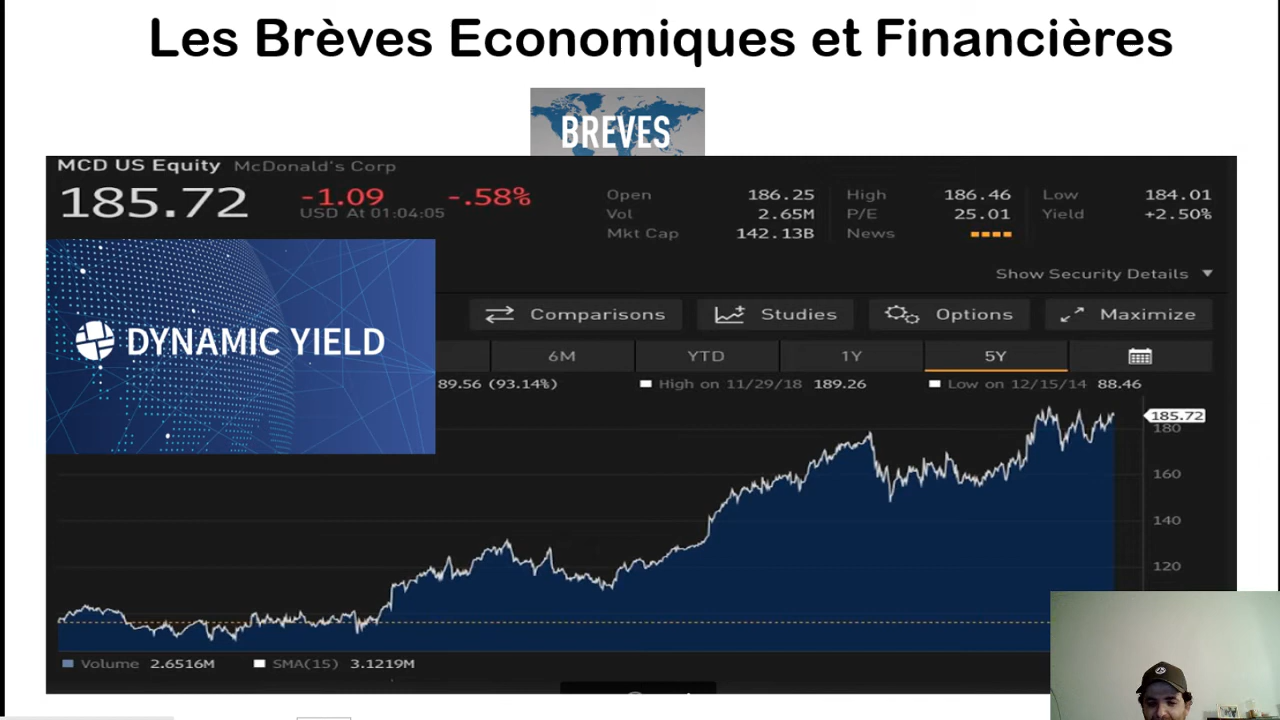 Les Brèves Economiques et Financières
BREVES
MCD US Equity McDonald's Corp
185.72 -1.09 -.58%
USD At 01:04:05
Open 186.25 High 186.46 Low 184.01
Vol 2.65M P/E 25.01 Yield +2.50%
Mkt Cap 142.13B News
Show Security Details
DYNAMIC YIELD
Comparisons Studies Options Maximize
6M YTD 1Y 5Y
89.56 (93.14%) High on 11/29/18 189.26 Low on 12/15/14 88.46
185.72
180
160
140
120
Volume 2.6516M SMA(15) 3.1219M